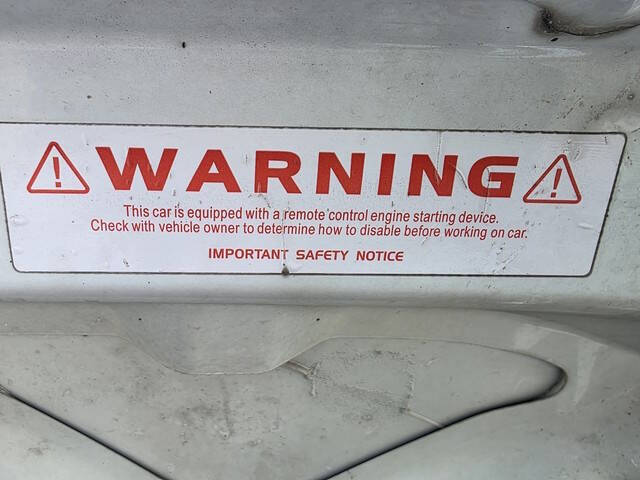 WARNING
This car is equipped with a remote control engine starting device.
Check with vehicle owner to determine how to disable before working on car.
IMPORTANT SAFETY NOTICE